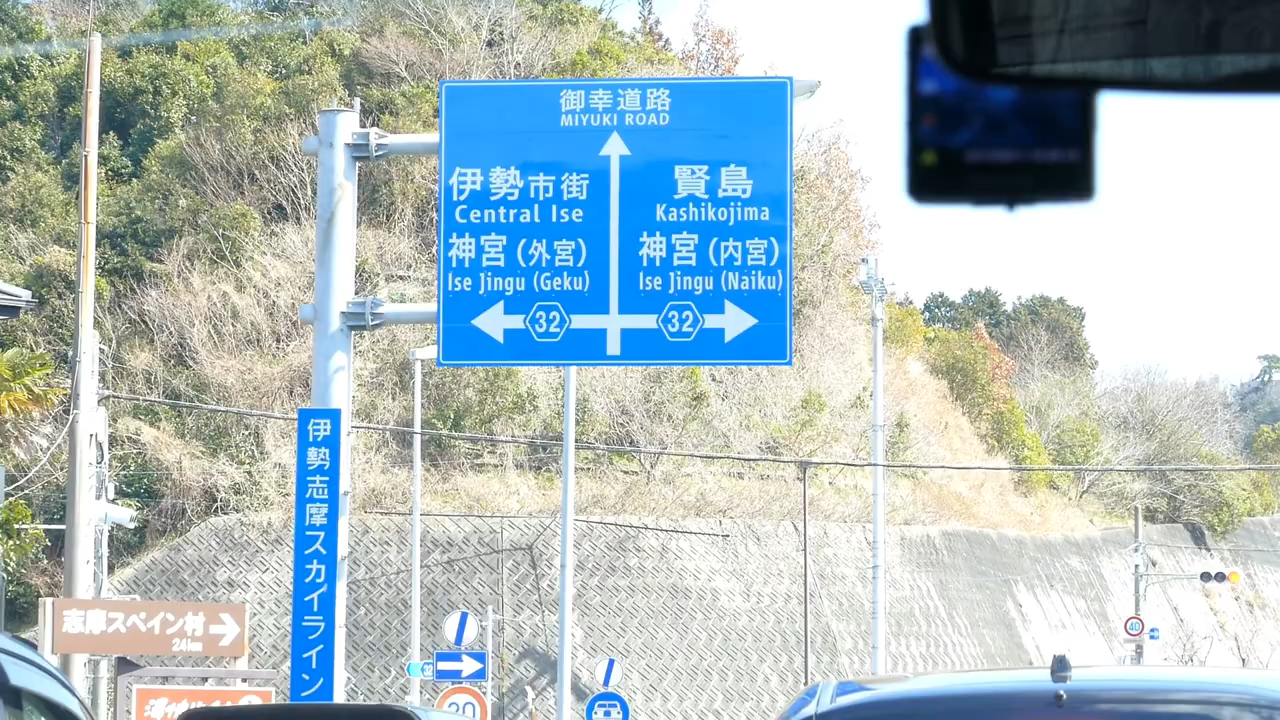 御幸道路
MIYUKI ROAD
伊勢市街
Central Ise
神宮（外宮）
Ise Jingu (Geku)
32
賢島
Kashikojima
神宮（内宮）
Ise Jingu (Naiku)
32
伊勢志摩スカイライン
志摩スペイン村
24km
32
30
40